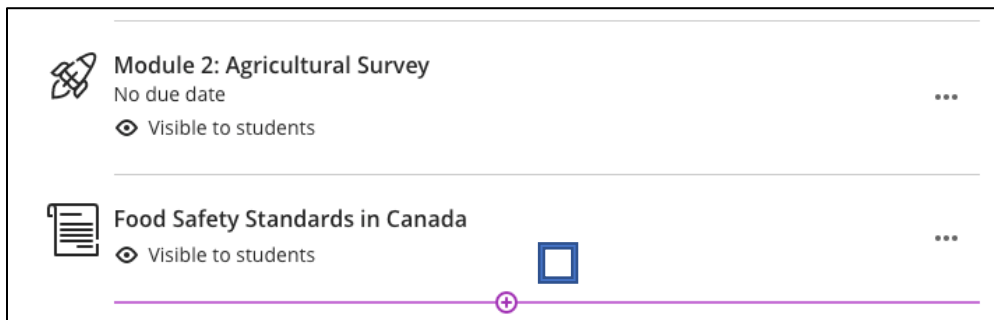 Module 2: Agricultural Survey
No due date
Visible to students
Food Safety Standards in Canada
Visible to students